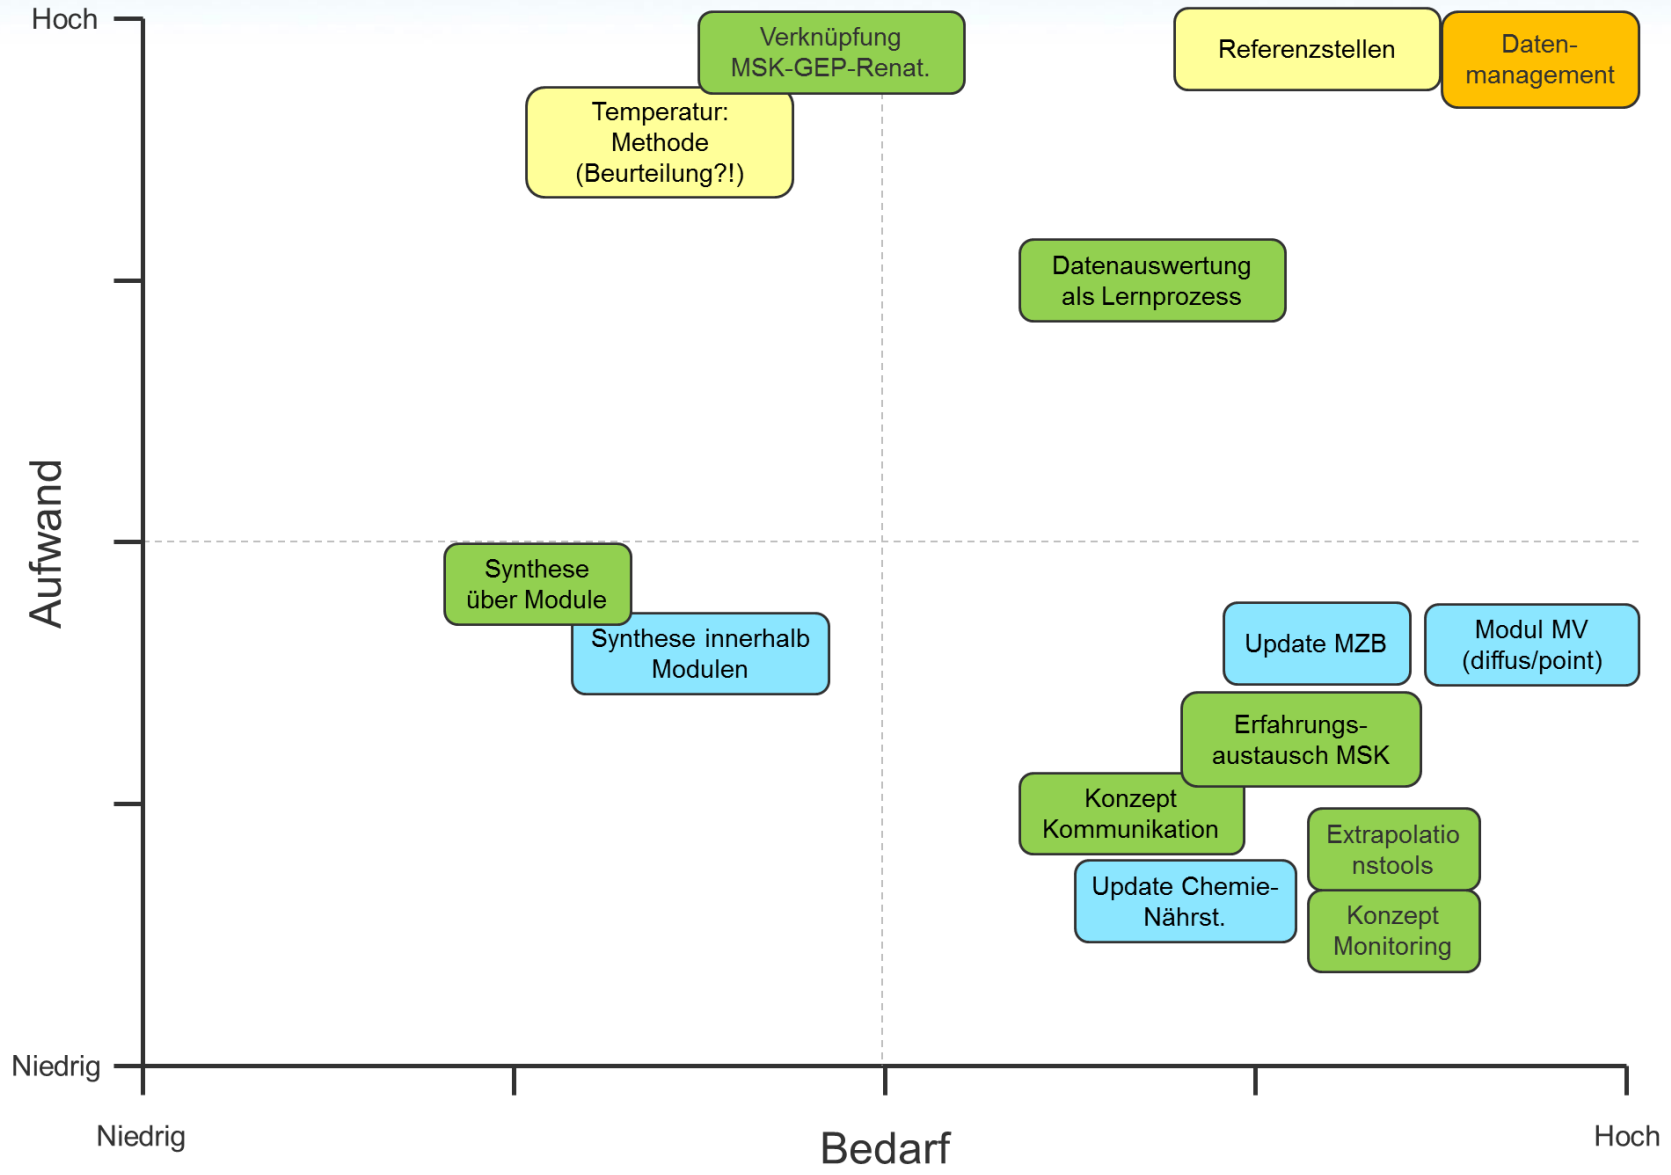 Hoch
Verknüpfung
MSK-GEP-Renat.
Referenzstellen
Daten-
management
Temperatur:
Methode
(Beurteilung?!)
Datenauswertung
als Lernprozess
Aufwand
Synthese
über Module
Synthese innerhalb
Modulen
Update MZB
Modul MV
(diffus/point)
Erfahrungs-
austausch MSK
Konzept
Kommunikation
Extrapolatio
nstools
Update Chemie-
Nährst.
Konzept
Monitoring
Niedrig
Niedrig
Bedarf
Hoch